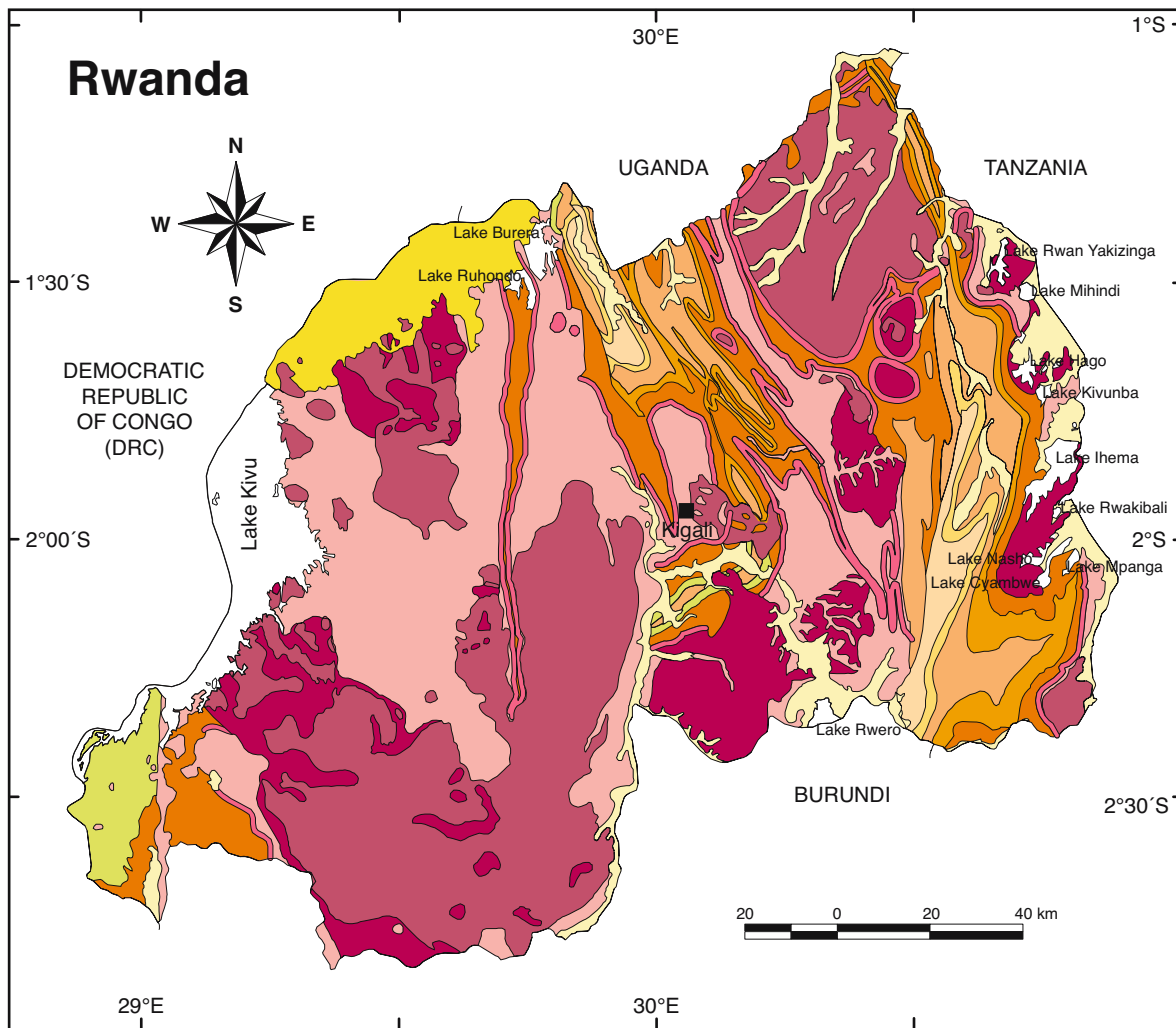 30°E
1°S
Rwanda
N
W
E
S
UGANDA
TANZANIA
Lake Burera
Lake Rwan Yakizinga
Lake Ruhondo
1°30´S
Lake Mihindi
DEMOCRATIC
REPUBLIC
OF CONGO
(DRC)
Lake Hago
Lake Kivunba
Lake Ihema
Lake Kivu
Lake Rwakibali
Kigali
2°00´S
2°S
Lake Nasho
Lake Mpanga
Lake Cyambwe
Lake Rwero
BURUNDI
2°30´S
20
0
20
40 km
29°E
30°E